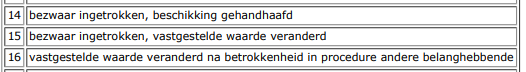 14 bezwaar ingetrokken, beschikking gehandhaafd
15 bezwaar ingetrokken, vastgestelde waarde veranderd
16 vastgestelde waarde veranderd na betrokkenheid in procedure andere belanghebbende